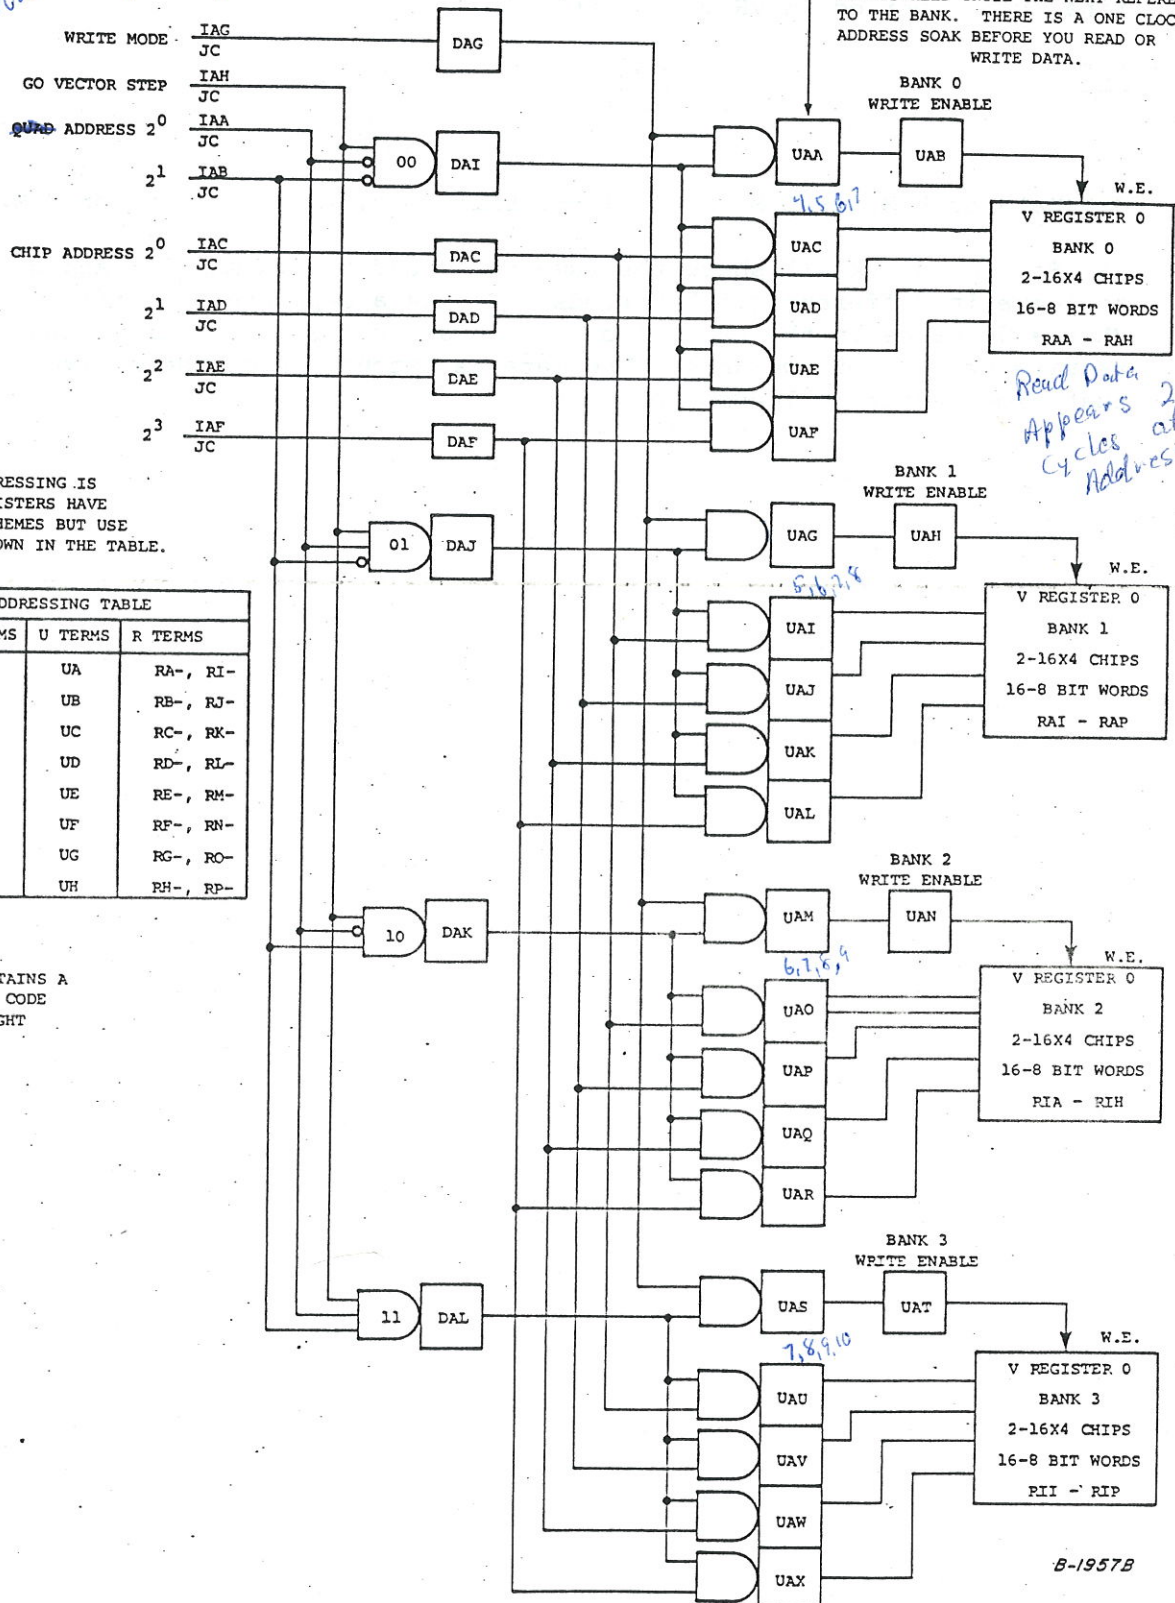 TO THE BANK. THERE IS A ONE CLOC
ADDRESS SOAK BEFORE YOU READ OR
WRITE DATA.
WRITE MODE IAG JC DAG
GO VECTOR STEP IAH JC
QUAD ADDRESS 2⁰ IAA JC
2¹ IAB JC
00 DAI
CHIP ADDRESS 2⁰ IAC JC DAC
2¹ IAD JC DAD
2² IAE JC DAE
2³ IAF JC DAF
BANK 0
WRITE ENABLE
UAA UAB
W.E.
4,5,6,7
UAC
UAD
UAE
UAF
V REGISTER 0
BANK 0
2-16X4 CHIPS
16-8 BIT WORDS
RAA - RAH
Read Data
Appears 2
Cycles
Addres
RESSING IS
ISTERS HAVE
HEMES BUT USE
OWN IN THE TABLE.
DDRESSING TABLE
MS U TERMS R TERMS
UA RA-, RI-
UB RB-, RJ-
UC RC-, RK-
UD RD-, RL-
UE RE-, RM-
UF RF-, RN-
UG RG-, RO-
UH RH-, RP-
TAINS A
CODE
GHT
01 DAJ
BANK 1
WRITE ENABLE
UAG UAH
W.E.
5,6,7,8
UAI
UAJ
UAK
UAL
V REGISTER 0
BANK 1
2-16X4 CHIPS
16-8 BIT WORDS
RAI - RAP
10 DAK
BANK 2
WRITE ENABLE
UAM UAN
W.E.
6,7,8,9
UAO
UAP
UAQ
UAR
V REGISTER 0
BANK 2
2-16X4 CHIPS
16-8 BIT WORDS
RIA - RIH
11 DAL
BANK 3
WRITE ENABLE
UAS UAT
W.E.
7,8,9,10
UAU
UAV
UAW
UAX
V REGISTER 0
BANK 3
2-16X4 CHIPS
16-8 BIT WORDS
RII - RIP
B-1957B